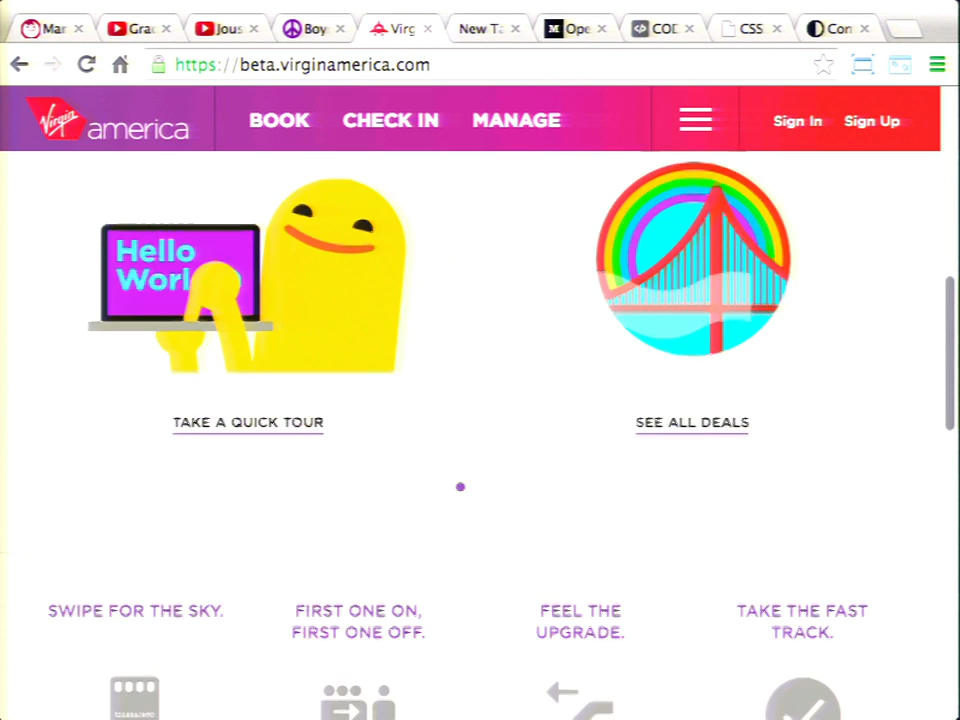 Mar
Grac
Jous
Boy
Virg
New Ta
Ope
COD
CSS
Con
https://beta.virginamerica.com
Virgin america
BOOK
CHECK IN
MANAGE
Sign In
Sign Up
Hello
Worl
TAKE A QUICK TOUR
SEE ALL DEALS
SWIPE FOR THE SKY.
FIRST ONE ON,
FIRST ONE OFF.
FEEL THE
UPGRADE.
TAKE THE FAST
TRACK.